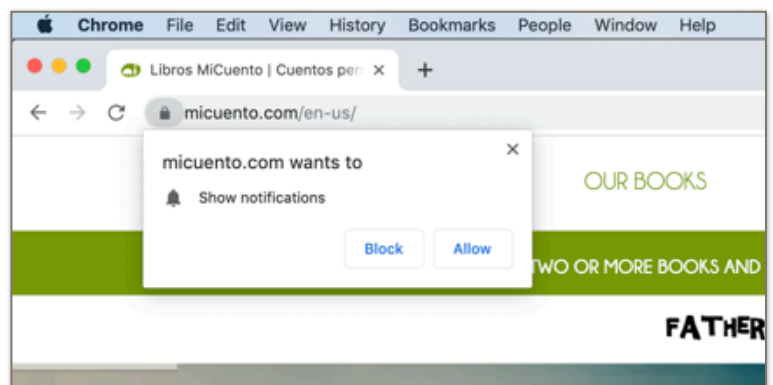 Chrome File Edit View History Bookmarks People Window Help
Libros MiCuento | Cuentos per
micuento.com/en-us/
micuento.com wants to
Show notifications
Block Allow
OUR BOOKS
TWO OR MORE BOOKS AND
FATHER